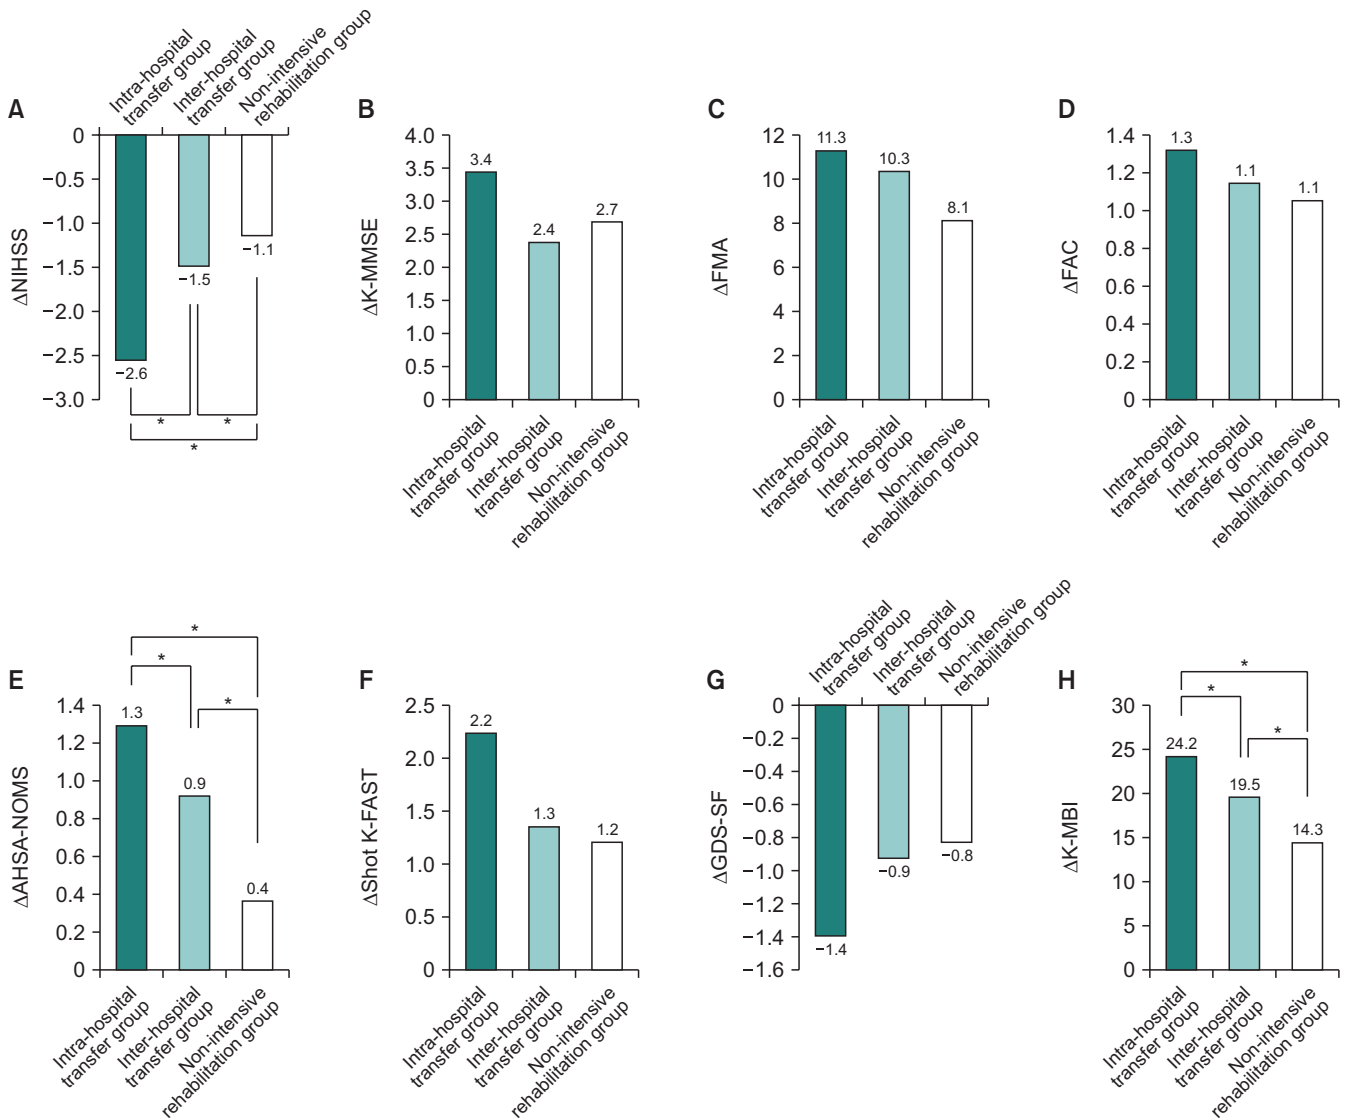 A
Intra-hospital
transfer group
Inter-hospital
transfer group
Non-intensive
rehabilitation group
ΔNIHSS
0
−0.5
−1.0
−1.5
−2.0
−2.5
−3.0
−2.6
−1.5
−1.1
*
*
*
B
ΔK-MMSE
4.0
3.5
3.0
2.5
2.0
1.5
1.0
0.5
0
3.4
2.4
2.7
Intra-hospital
transfer group
Inter-hospital
transfer group
Non-intensive
rehabilitation group
C
ΔFMA
12
10
8
6
4
2
0
11.3
10.3
8.1
Intra-hospital
transfer group
Inter-hospital
transfer group
Non-intensive
rehabilitation group
D
ΔFAC
1.4
1.2
1.0
0.8
0.6
0.4
0.2
0
1.3
1.1
1.1
Intra-hospital
transfer group
Inter-hospital
transfer group
Non-intensive
rehabilitation group
E
ΔAHSA-NOMS
1.4
1.2
1.0
0.8
0.6
0.4
0.2
0
*
*
*
1.3
0.9
0.4
Intra-hospital
transfer group
Inter-hospital
transfer group
Non-intensive
rehabilitation group
F
ΔShot K-FAST
2.5
2.0
1.5
1.0
0.5
0
2.2
1.3
1.2
Intra-hospital
transfer group
Inter-hospital
transfer group
Non-intensive
rehabilitation group
G
Intra-hospital
transfer group
Inter-hospital
transfer group
Non-intensive
rehabilitation group
ΔGDS-SF
0
−0.2
−0.4
−0.6
−0.8
−1.0
−1.2
−1.4
−1.6
−1.4
−0.9
−0.8
H
ΔK-MBI
30
25
20
15
10
5
0
*
*
*
24.2
19.5
14.3
Intra-hospital
transfer group
Inter-hospital
transfer group
Non-intensive
rehabilitation group